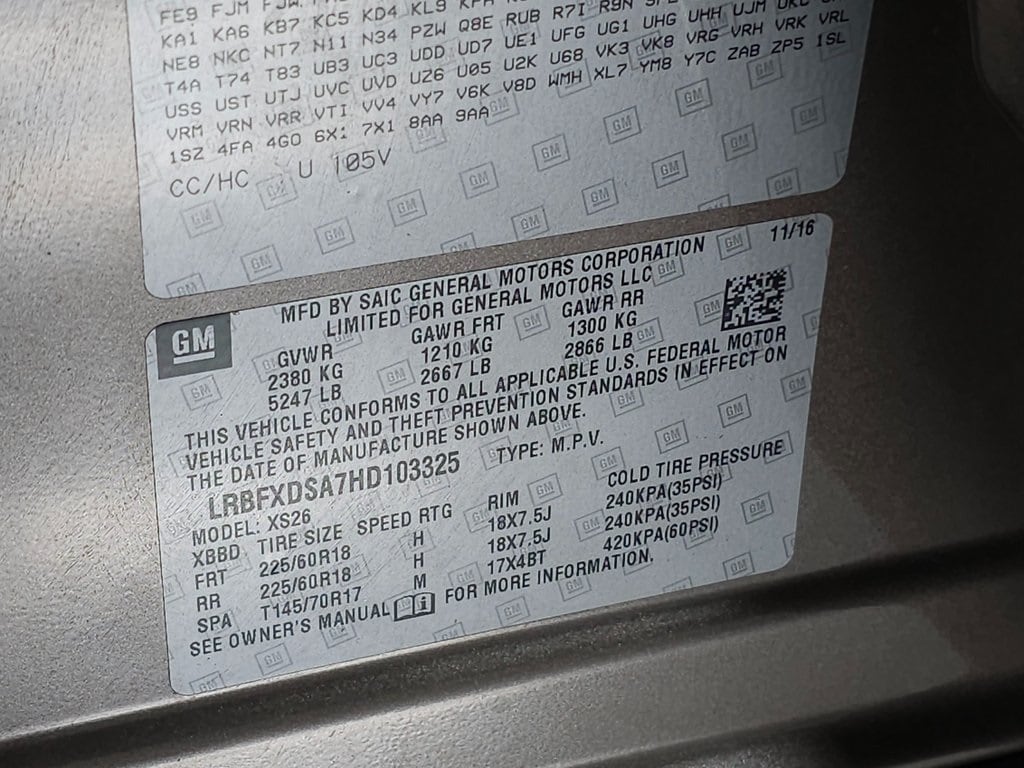 FE9 FJM FJW
KA1 KA6 KB7 KC5 KD4 KL9
NE8 NKC NT7 N11 N34 PZW Q8E RUB R7I R9N
T4A T74 T83 UB3 UC3 UDD UD7 UE1 UFG UG1 UHG UHH UJM
USS UST UTJ UVC UVD UZ6 U05 U2K U68 VK3 VK8 VRG VRH VRK VRL
VRM VRN VRR VTI VV4 VY7 V6K V8D WMH XL7 YM8 Y7C ZAB ZP5 1SL
1SZ 4FA 4G0 6X1 7X1 8AA 9AA
CC/HC U 105V
11/16
GM
MFD BY SAIC GENERAL MOTORS CORPORATION
LIMITED FOR GENERAL MOTORS LLC
GVWR GAWR FRT GAWR RR
2380 KG 1210 KG 1300 KG
5247 LB 2667 LB 2866 LB
THIS VEHICLE CONFORMS TO ALL APPLICABLE U.S. FEDERAL MOTOR
VEHICLE SAFETY AND THEFT PREVENTION STANDARDS IN EFFECT ON
THE DATE OF MANUFACTURE SHOWN ABOVE.
LRBFXDSA7HD103325 TYPE: M.P.V.
MODEL: XS26
XBBD TIRE SIZE SPEED RTG RIM COLD TIRE PRESSURE
FRT 225/60R18 H 18X7.5J 240KPA(35PSI)
RR 225/60R18 H 18X7.5J 240KPA(35PSI)
SPA T145/70R17 M 17X4BT 420KPA(60PSI)
SEE OWNER'S MANUAL FOR MORE INFORMATION.